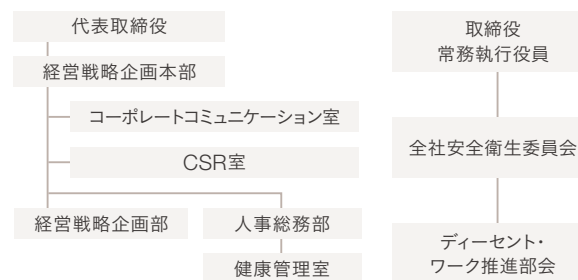 代表取締役
経営戦略企画本部
コーポレートコミュニケーション室
CSR室
経営戦略企画部
人事総務部
健康管理室
取締役
常務執行役員
全社安全衛生委員会
ディーセント・
ワーク推進部会